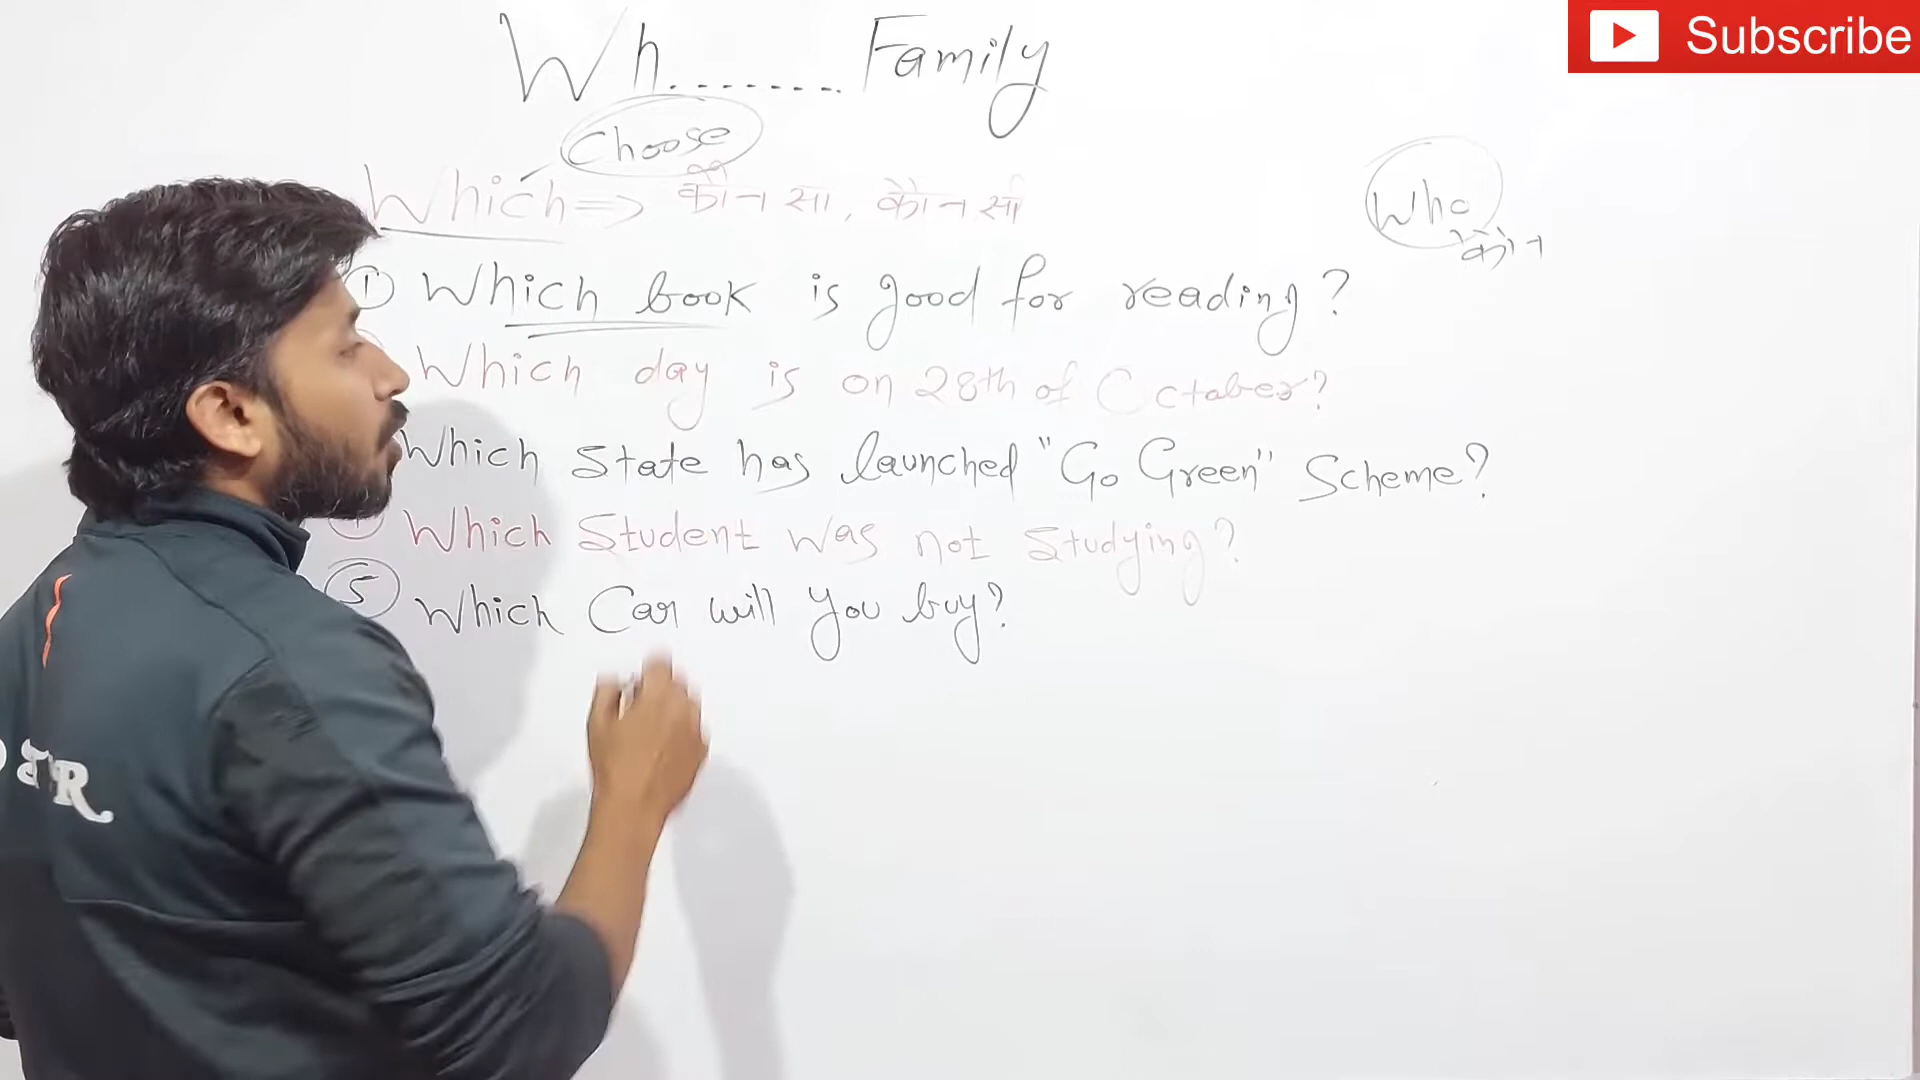 Subscribe
Wh......... Family
Choose
Which ⇒ कौन सा, कौन सी
Who
कौन
① Which book is good for reading?
Which day is on 28th of October?
Which State has launched "Go Green" Scheme?
Which Student was not Studying?
⑤ Which Car will you buy?